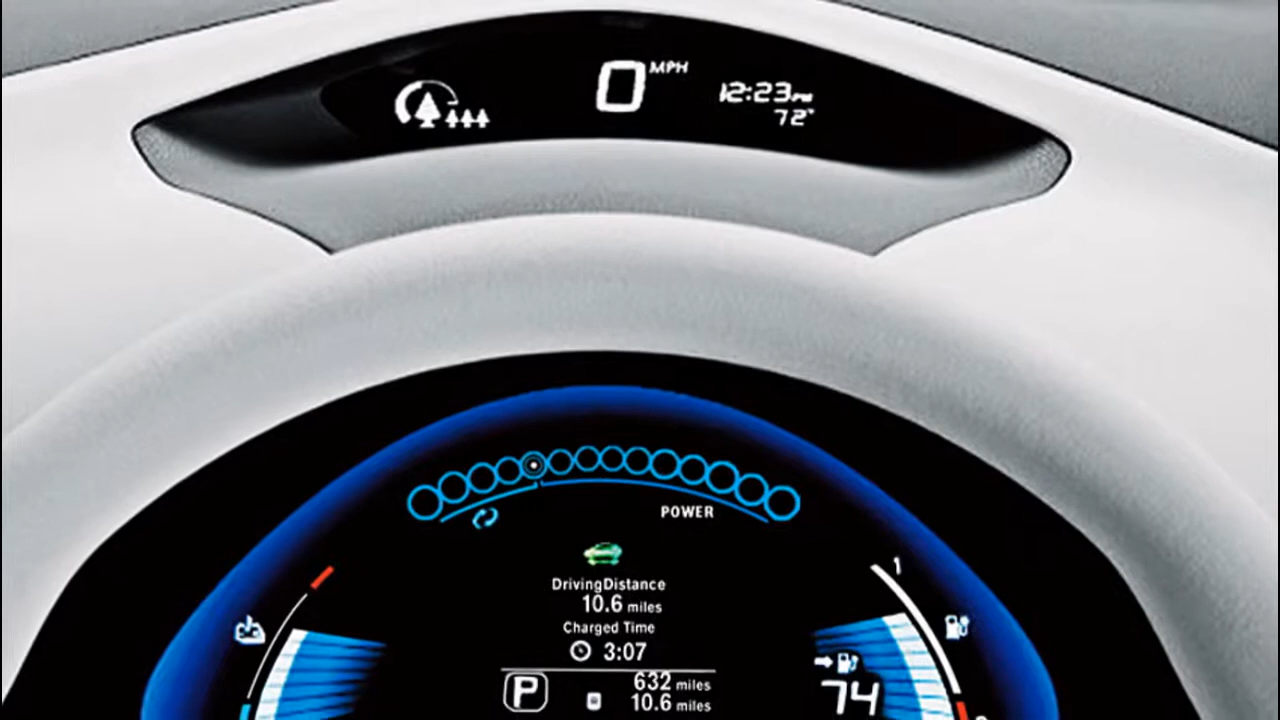 0 MPH
12:23 PM
72°
POWER
DrivingDistance
10.6 miles
Charged Time
3:07
1
P
632 miles
10.6 miles
74